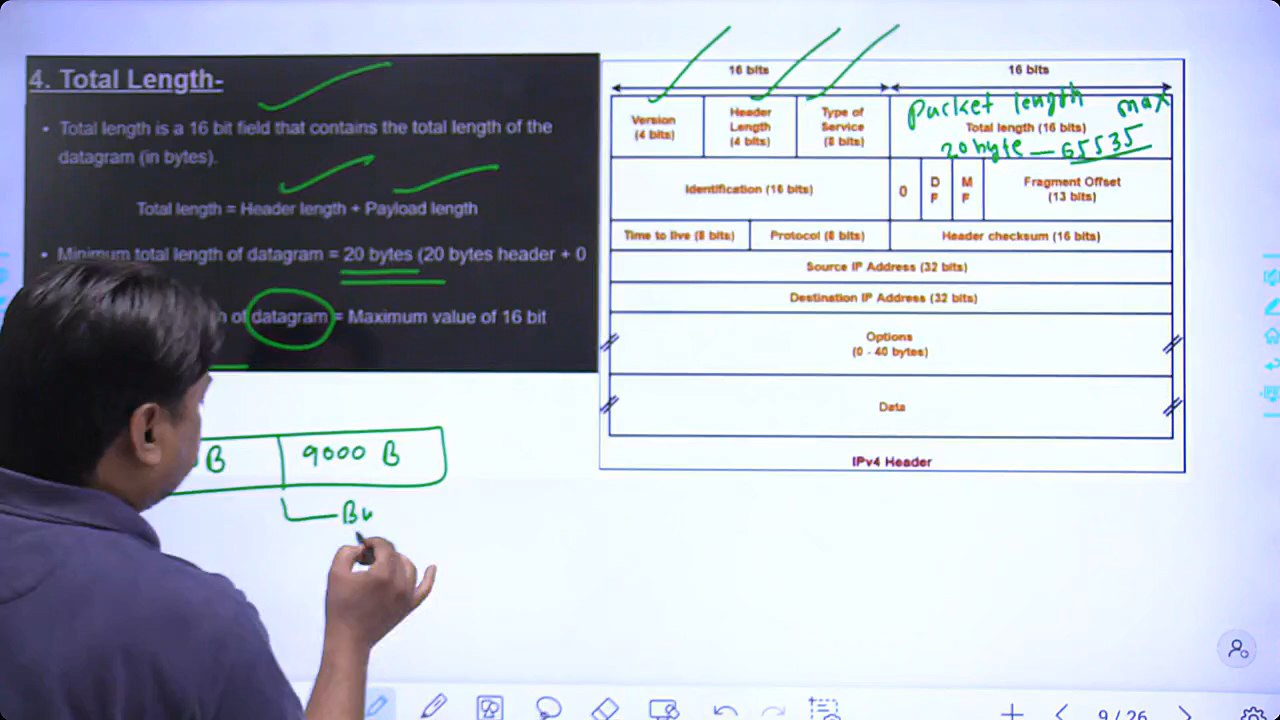 4. Total Length-
• Total length is a 16 bit field that contains the total length of the
datagram (in bytes).
Total length = Header length + Payload length
• Minimum total length of datagram = 20 bytes (20 bytes header + 0
of datagram = Maximum value of 16 bit
B 9000 B
Bu
16 bits 16 bits
Version
(4 bits)
Header
Length
(4 bits)
Type of
Service
(8 bits)
Packet length max
Total length (16 bits)
20 byte — 65535
Identification (16 bits)
0
D
F
M
F
Fragment Offset
(13 bits)
Time to live (8 bits) Protocol (8 bits) Header checksum (16 bits)
Source IP Address (32 bits)
Destination IP Address (32 bits)
Options
(0 - 40 bytes)
Data
IPv4 Header
9 / 26